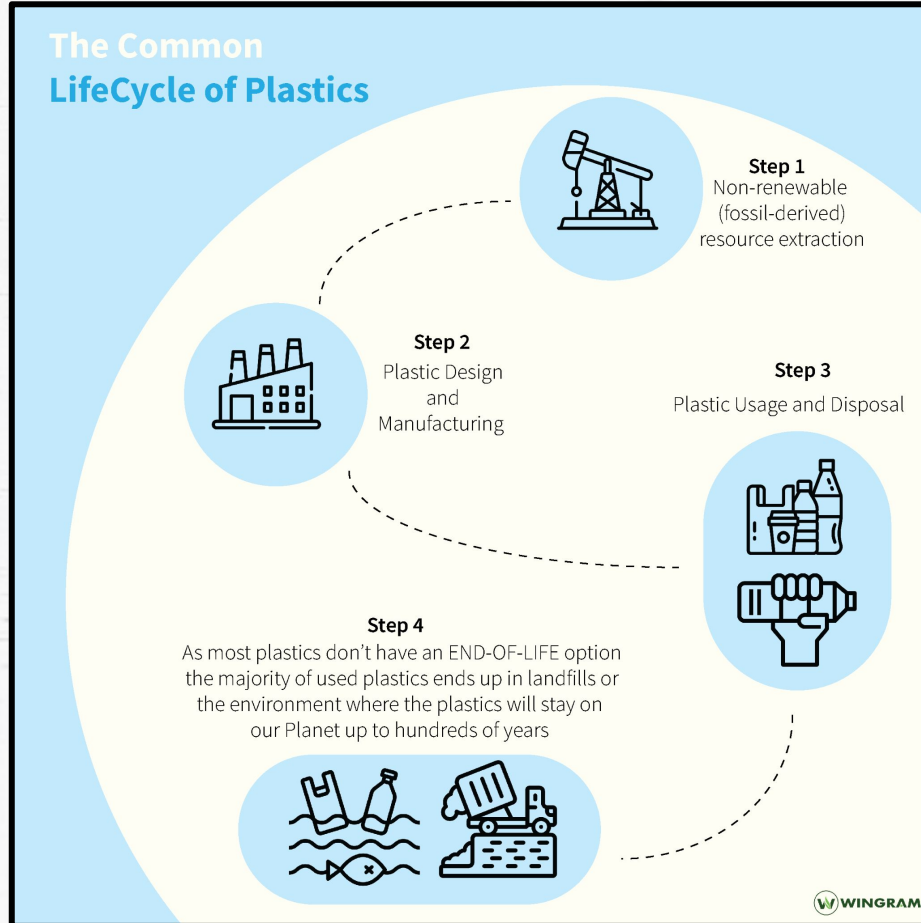 The Common
LifeCycle of Plastics
Step 1
Non-renewable
(fossil-derived)
resource extraction
Step 2
Plastic Design
and
Manufacturing
Step 3
Plastic Usage and Disposal
Step 4
As most plastics don't have an END-OF-LIFE option
the majority of used plastics ends up in landfills or
the environment where the plastics will stay on
our Planet up to hundreds of years
WINGRAM